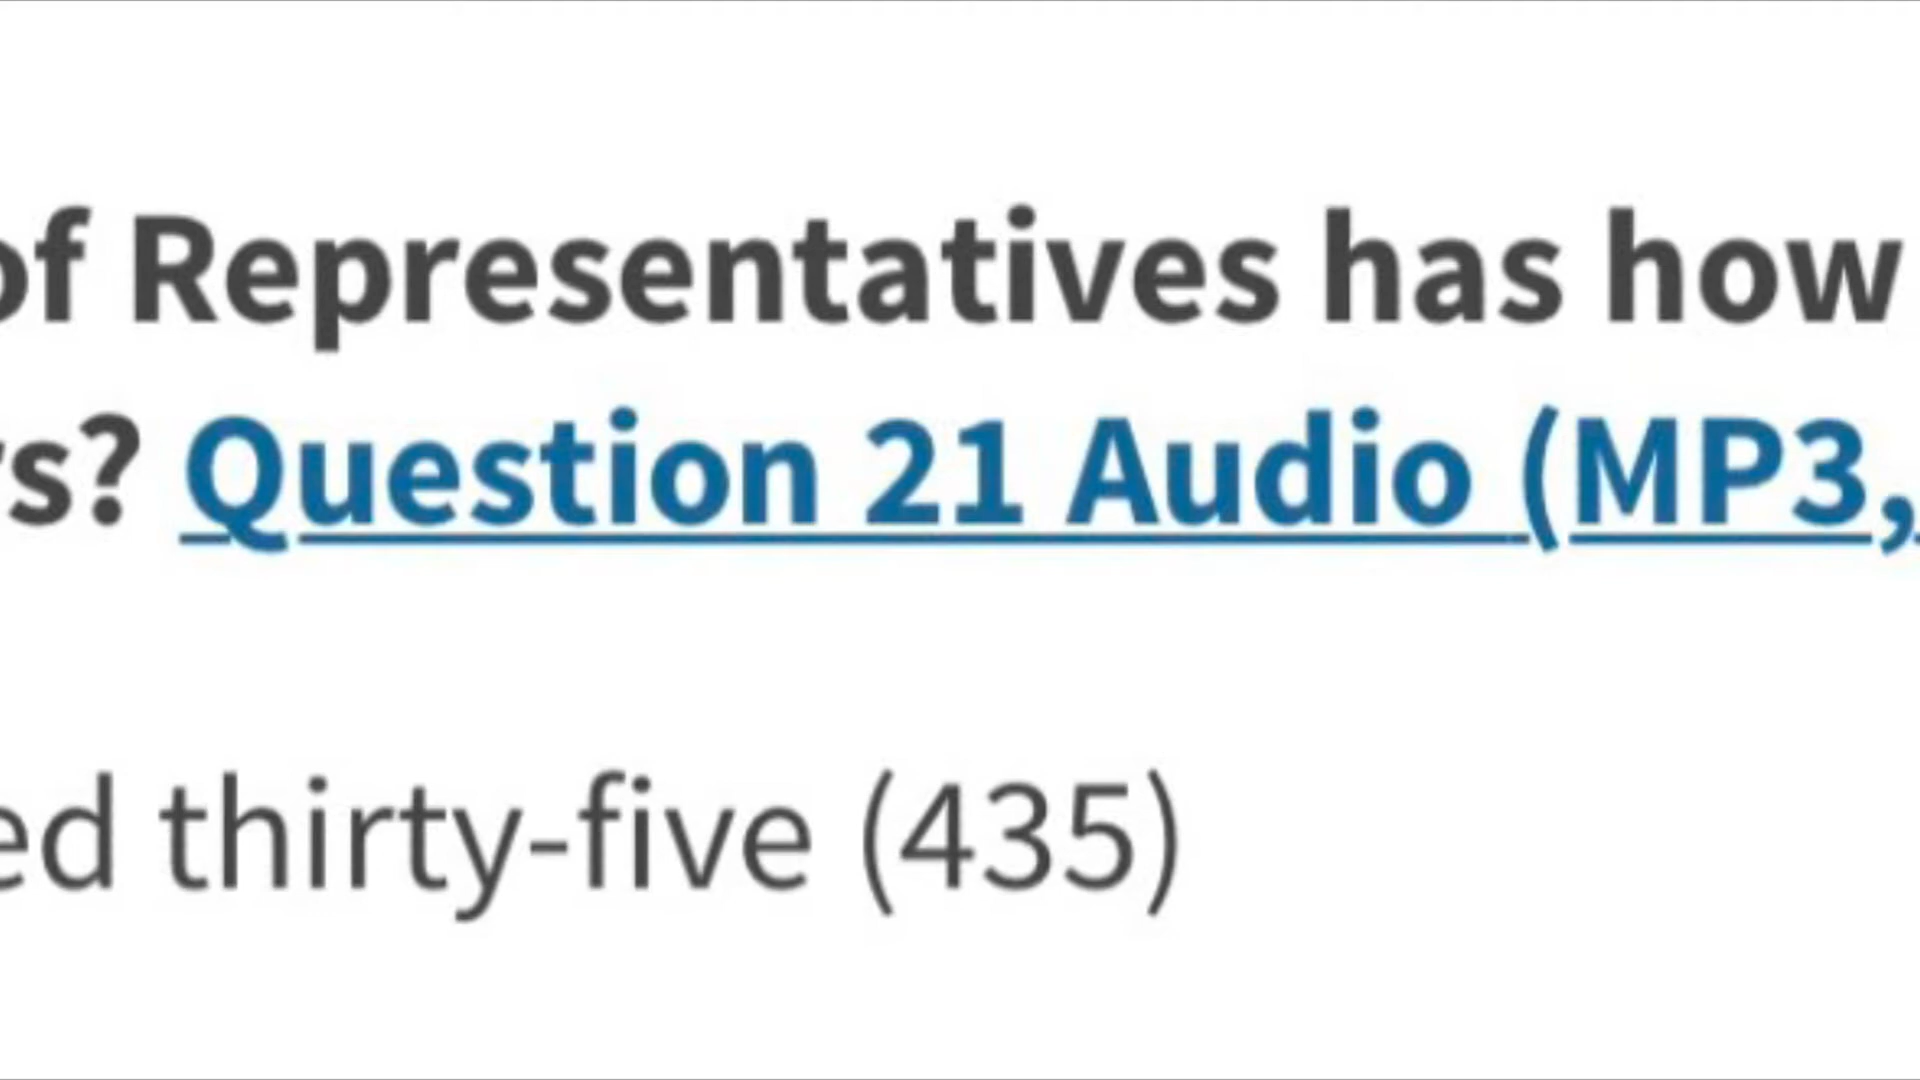 of Representatives has how
s? Question 21 Audio (MP3,
ed thirty-five (435)